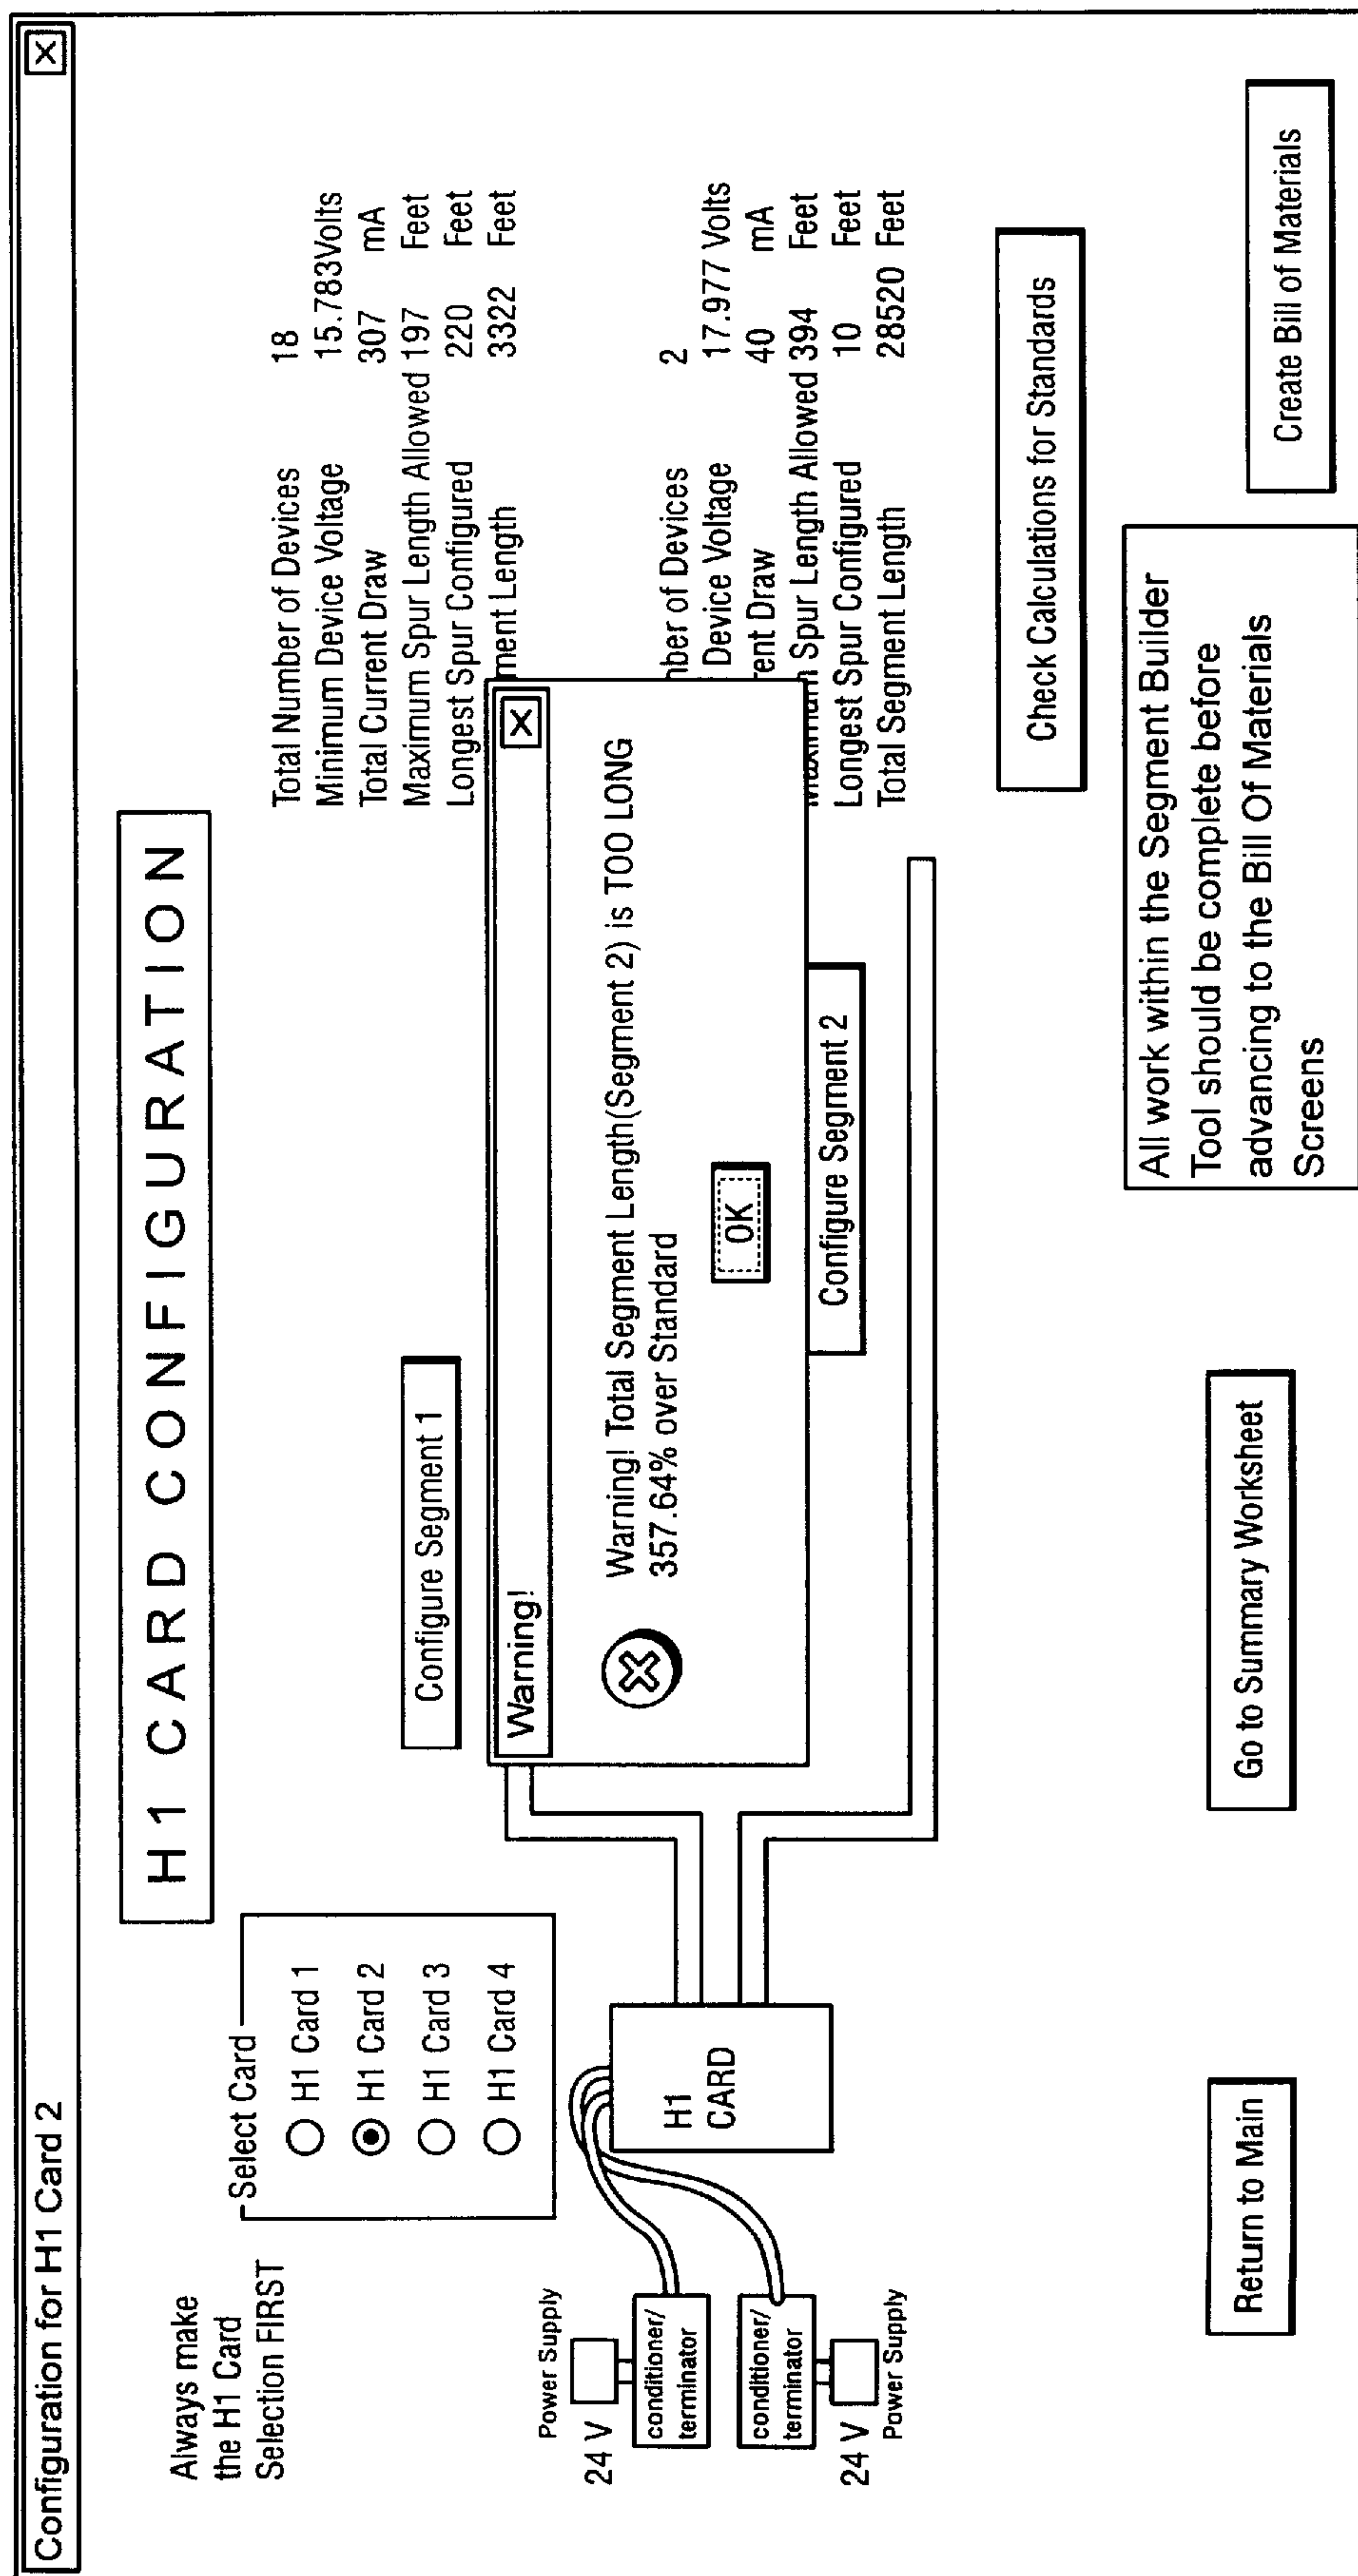 Configuration for H1 Card 2
H1 CARD CONFIGURATION
Always make
the H1 Card
Selection FIRST
Select Card
H1 Card 1
H1 Card 2
H1 Card 3
H1 Card 4
Configure Segment 1
Total Number of Devices 18
Minimum Device Voltage 15.783Volts
Total Current Draw 307 mA
Maximum Spur Length Allowed 197 Feet
Longest Spur Configured 220 Feet
ment Length 3322 Feet
Warning!
Warning! Total Segment Length(Segment 2) is TOO LONG
357.64% over Standard
OK
Power Supply
24 V
conditioner/
terminator
H1
CARD
conditioner/
terminator
24 V
Power Supply
Configure Segment 2
nber of Devices 2
Device Voltage 17.977 Volts
rent Draw 40 mA
Maximum Spur Length Allowed 394 Feet
Longest Spur Configured 10 Feet
Total Segment Length 28520 Feet
Check Calculations for Standards
All work within the Segment Builder
Tool should be complete before
advancing to the Bill Of Materials
Screens
Return to Main
Go to Summary Worksheet
Create Bill of Materials